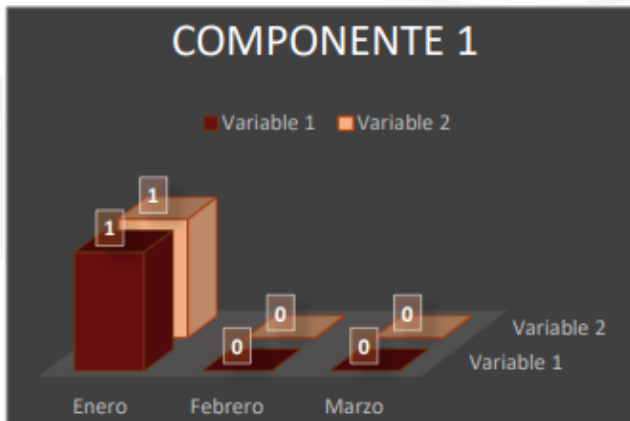 COMPONENTE 1
Variable 1 Variable 2
1
1
0
0
0
0
Variable 2
Variable 1
Enero Febrero Marzo